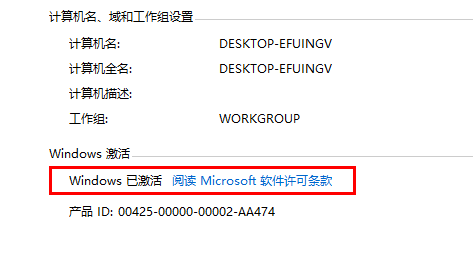 计算机名、域和工作组设置
计算机名: DESKTOP-EFUINGV
计算机全名: DESKTOP-EFUINGV
计算机描述:
工作组: WORKGROUP
Windows 激活
Windows 已激活 阅读 Microsoft 软件许可条款
产品 ID: 00425-00000-00002-AA474